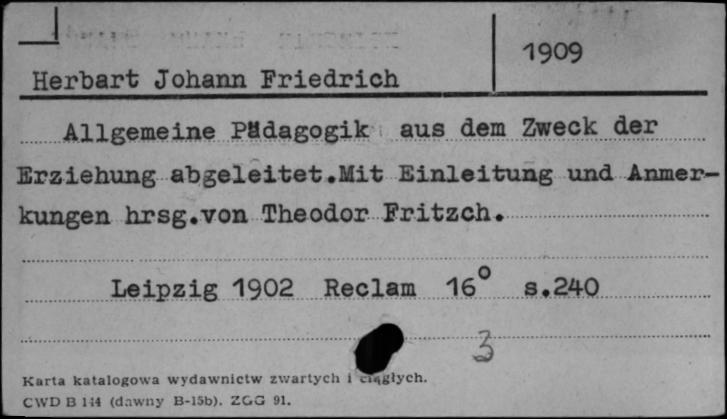 1909
Herbart Johann Friedrich
Allgemeine Pädagogik aus dem Zweck der
Erziehung abgeleitet.Mit Einleitung und Anmer-
kungen hrsg.von Theodor Fritzch.
Leipzig 1902 Reclam 16° s.240
3
Karta katalogowa wydawnictw zwartych i ciągłych.
CWD B 144 (dawny B-15b). ZGG 91.